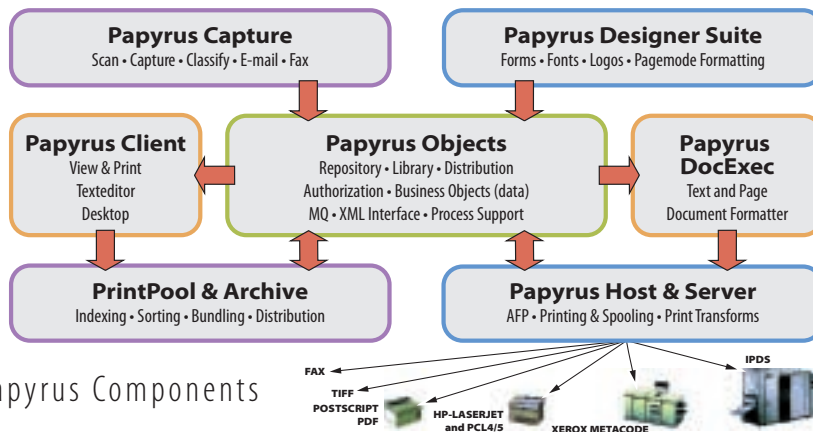 Papyrus Capture
Scan • Capture • Classify • E-mail • Fax
Papyrus Designer Suite
Forms • Fonts • Logos • Pagemode Formatting
Papyrus Client
View & Print
Texteditor
Desktop
Papyrus Objects
Repository • Library • Distribution
Authorization • Business Objects (data)
MQ • XML Interface • Process Support
Papyrus
DocExec
Text and Page
Document Formatter
PrintPool & Archive
Indexing • Sorting • Bundling • Distribution
Papyrus Host & Server
AFP • Printing & Spooling • Print Transforms
apyrus Components
FAX
TIFF
POSTSCRIPT
PDF
HP-LASERJET
and PCL4/5
XEROX METACODE
IPDS